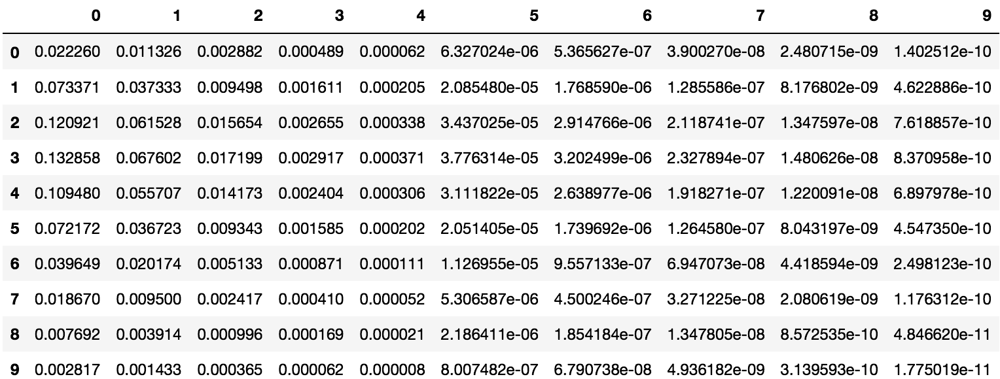 0 1 2 3 4 5 6 7 8 9
0 0.022260 0.011326 0.002882 0.000489 0.000062 6.327024e-06 5.365627e-07 3.900270e-08 2.480715e-09 1.402512e-10
1 0.073371 0.037333 0.009498 0.001611 0.000205 2.085480e-05 1.768590e-06 1.285586e-07 8.176802e-09 4.622886e-10
2 0.120921 0.061528 0.015654 0.002655 0.000338 3.437025e-05 2.914766e-06 2.118741e-07 1.347597e-08 7.618857e-10
3 0.132858 0.067602 0.017199 0.002917 0.000371 3.776314e-05 3.202499e-06 2.327894e-07 1.480626e-08 8.370958e-10
4 0.109480 0.055707 0.014173 0.002404 0.000306 3.111822e-05 2.638977e-06 1.918271e-07 1.220091e-08 6.897978e-10
5 0.072172 0.036723 0.009343 0.001585 0.000202 2.051405e-05 1.739692e-06 1.264580e-07 8.043197e-09 4.547350e-10
6 0.039649 0.020174 0.005133 0.000871 0.000111 1.126955e-05 9.557133e-07 6.947073e-08 4.418594e-09 2.498123e-10
7 0.018670 0.009500 0.002417 0.000410 0.000052 5.306587e-06 4.500246e-07 3.271225e-08 2.080619e-09 1.176312e-10
8 0.007692 0.003914 0.000996 0.000169 0.000021 2.186411e-06 1.854184e-07 1.347805e-08 8.572535e-10 4.846620e-11
9 0.002817 0.001433 0.000365 0.000062 0.000008 8.007482e-07 6.790738e-08 4.936182e-09 3.139593e-10 1.775019e-11